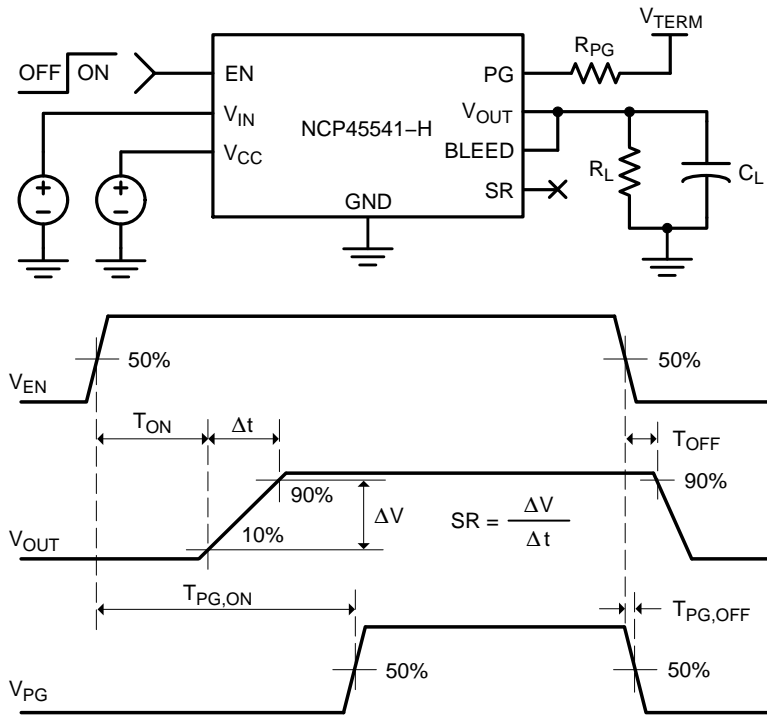 V_TERM
R_PG
OFF ON
EN
PG
V_IN
V_OUT
NCP45541–H
V_CC
BLEED
R_L
C_L
SR
GND
+
–
+
–
50%
50%
V_EN
T_ON
Δt
T_OFF
90%
90%
ΔV
SR = ΔV / Δt
10%
V_OUT
T_PG,ON
T_PG,OFF
50%
50%
V_PG